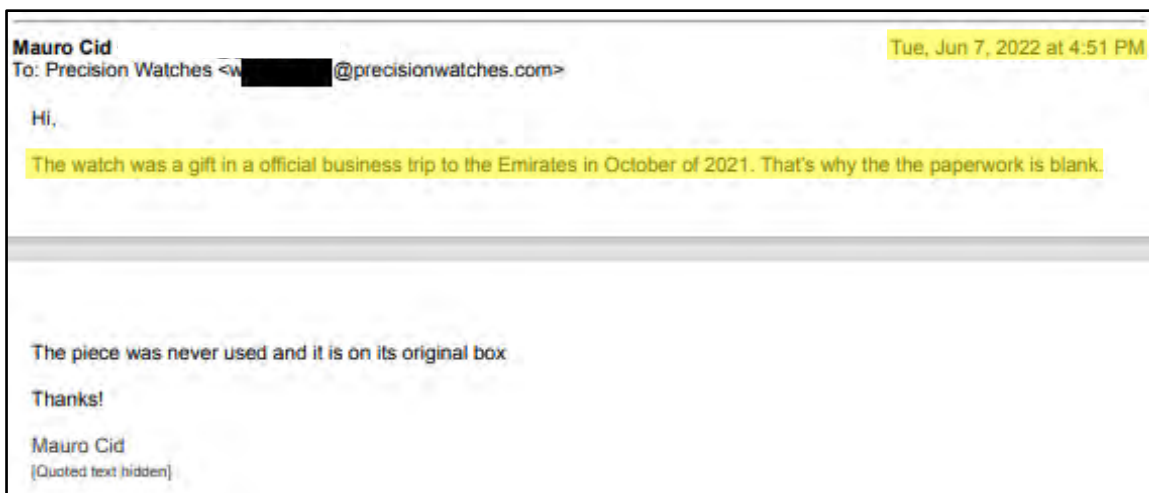 Mauro Cid
Tue, Jun 7, 2022 at 4:51 PM
To: Precision Watches <w @precisionwatches.com>
Hi,
The watch was a gift in a official business trip to the Emirates in October of 2021. That's why the the paperwork is blank.
The piece was never used and it is on its original box
Thanks!
Mauro Cid
[Quoted text hidden]